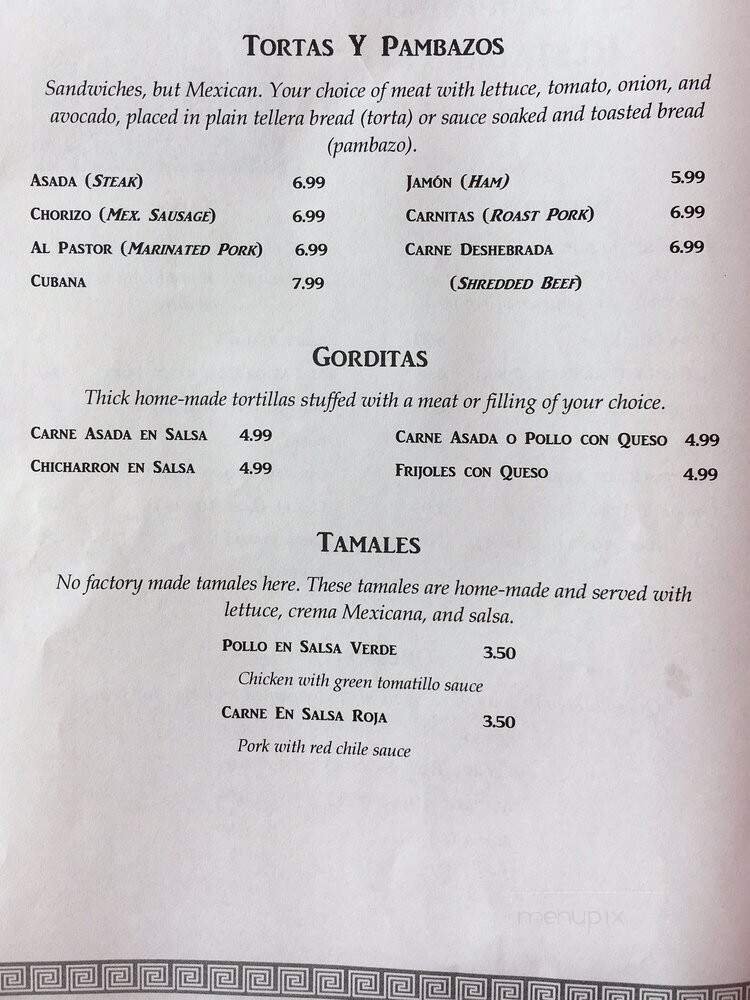 Tortas Y Pambazos
Sandwiches, but Mexican. Your choice of meat with lettuce, tomato, onion, and
avocado, placed in plain tellera bread (torta) or sauce soaked and toasted bread
(pambazo).
Asada (Steak) 6.99
Chorizo (Mex. Sausage) 6.99
Al Pastor (Marinated Pork) 6.99
Cubana 7.99
Jamón (Ham) 5.99
Carnitas (Roast Pork) 6.99
Carne Deshebrada 6.99
(Shredded Beef)
Gorditas
Thick home-made tortillas stuffed with a meat or filling of your choice.
Carne Asada en Salsa 4.99
Chicharron en Salsa 4.99
Carne Asada o Pollo con Queso 4.99
Frijoles con Queso 4.99
Tamales
No factory made tamales here. These tamales are home-made and served with
lettuce, crema Mexicana, and salsa.
Pollo en Salsa Verde 3.50
Chicken with green tomatillo sauce
Carne En Salsa Roja 3.50
Pork with red chile sauce
menupix